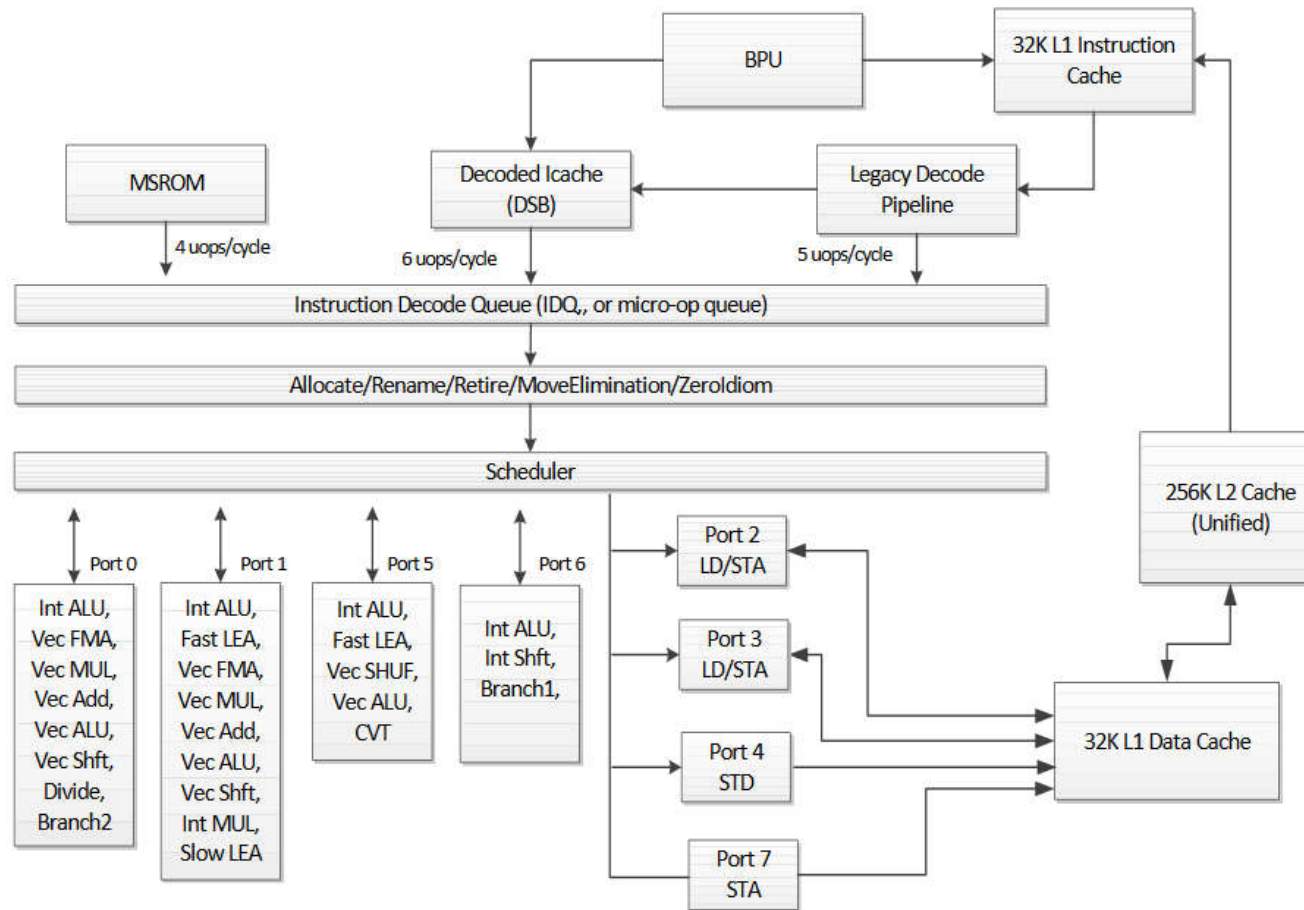 BPU
32K L1 Instruction
Cache
MSROM
Decoded Icache
(DSB)
Legacy Decode
Pipeline
4 uops/cycle
6 uops/cycle
5 uops/cycle
Instruction Decode Queue (IDQ,, or micro-op queue)
Allocate/Rename/Retire/MoveElimination/ZeroIdiom
Scheduler
256K L2 Cache
(Unified)
Port 0
Int ALU,
Vec FMA,
Vec MUL,
Vec Add,
Vec ALU,
Vec Shft,
Divide,
Branch2
Port 1
Int ALU,
Fast LEA,
Vec FMA,
Vec MUL,
Vec Add,
Vec ALU,
Vec Shft,
Int MUL,
Slow LEA
Port 5
Int ALU,
Fast LEA,
Vec SHUF,
Vec ALU,
CVT
Port 6
Int ALU,
Int Shft,
Branch1,
Port 2
LD/STA
Port 3
LD/STA
Port 4
STD
Port 7
STA
32K L1 Data Cache